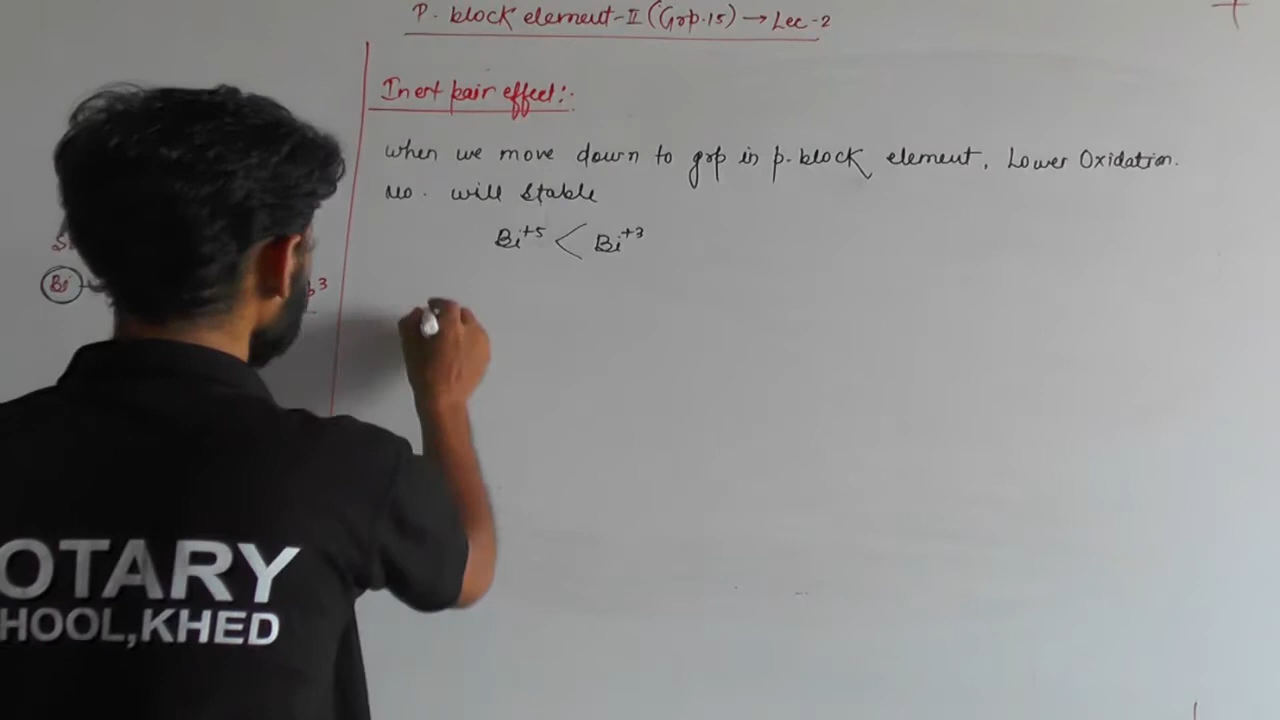 P. block element-II (Grp.15) → Lec-2
Inert pair effect:-
when we move down to grp in p.block element, Lower Oxidation.
no. will stable
Bi+5 < Bi+3
Bi
p3
OTARY
HOOL,KHED